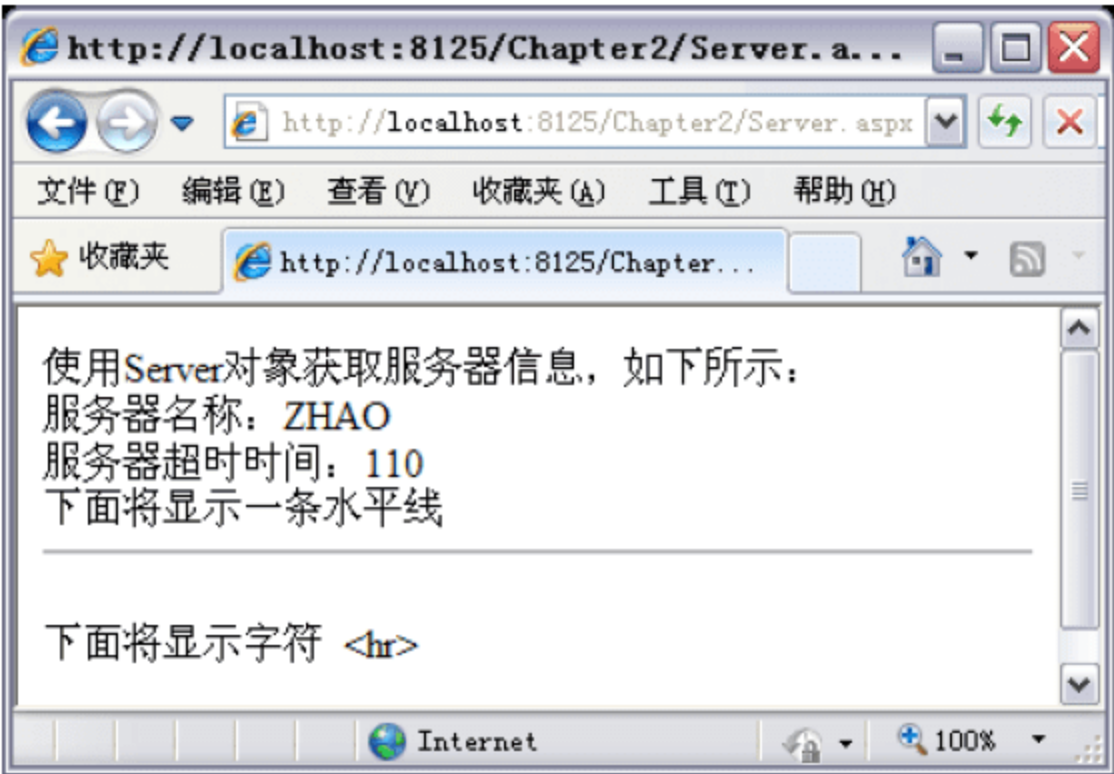 http://localhost:8125/Chapter2/Server.a...
http://localhost:8125/Chapter2/Server.aspx
文件(F) 编辑(E) 查看(V) 收藏夹(A) 工具(T) 帮助(H)
收藏夹 http://localhost:8125/Chapter...
使用Server对象获取服务器信息，如下所示：
服务器名称：ZHAO
服务器超时时间：110
下面将显示一条水平线
下面将显示字符 <hr>
Internet 100%